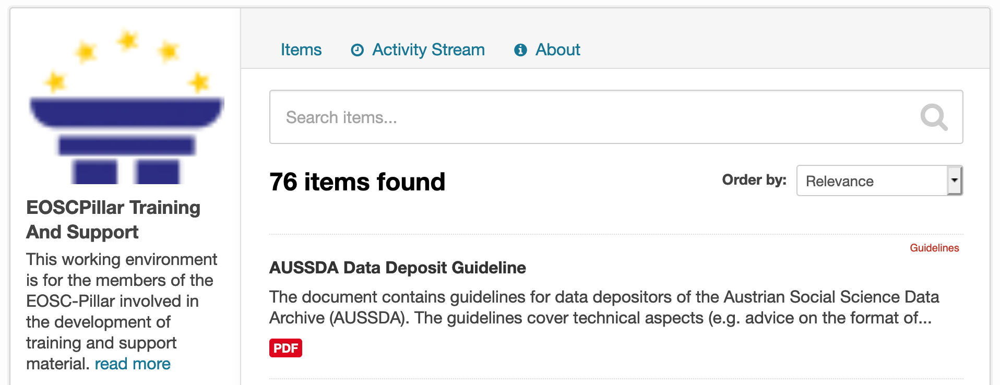 Items
Activity Stream
About
Search items...
76 items found
Order by:
Relevance
EOSCPillar Training
And Support
This working environment
is for the members of the
EOSC-Pillar involved in
the development of
training and support
material. read more
Guidelines
AUSSDA Data Deposit Guideline
The document contains guidelines for data depositors of the Austrian Social Science Data
Archive (AUSSDA). The guidelines cover technical aspects (e.g. advice on the format of...
PDF